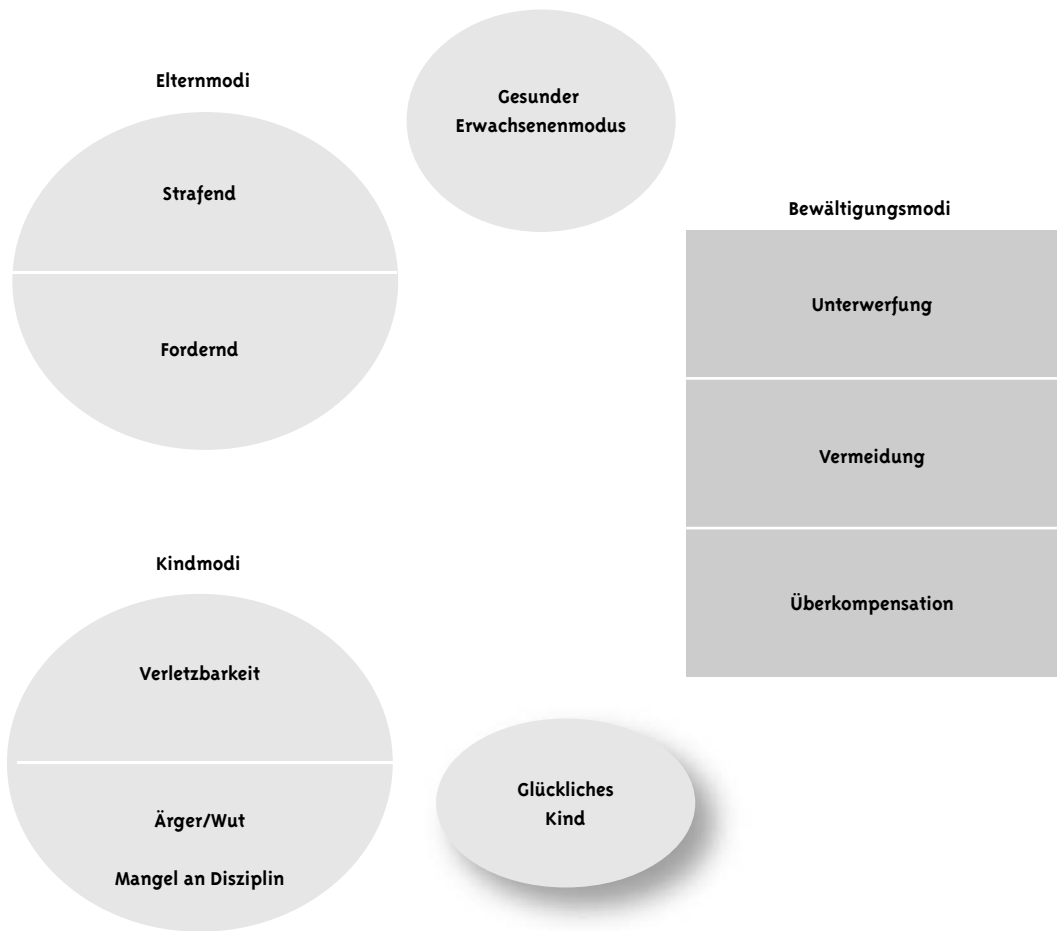 Elternmodi
Strafend
Fordernd
Gesunder
Erwachsenenmodus
Bewältigungsmodi
Unterwerfung
Vermeidung
Überkompensation
Kindmodi
Verletzbarkeit
Ärger/Wut
Mangel an Disziplin
Glückliches
Kind